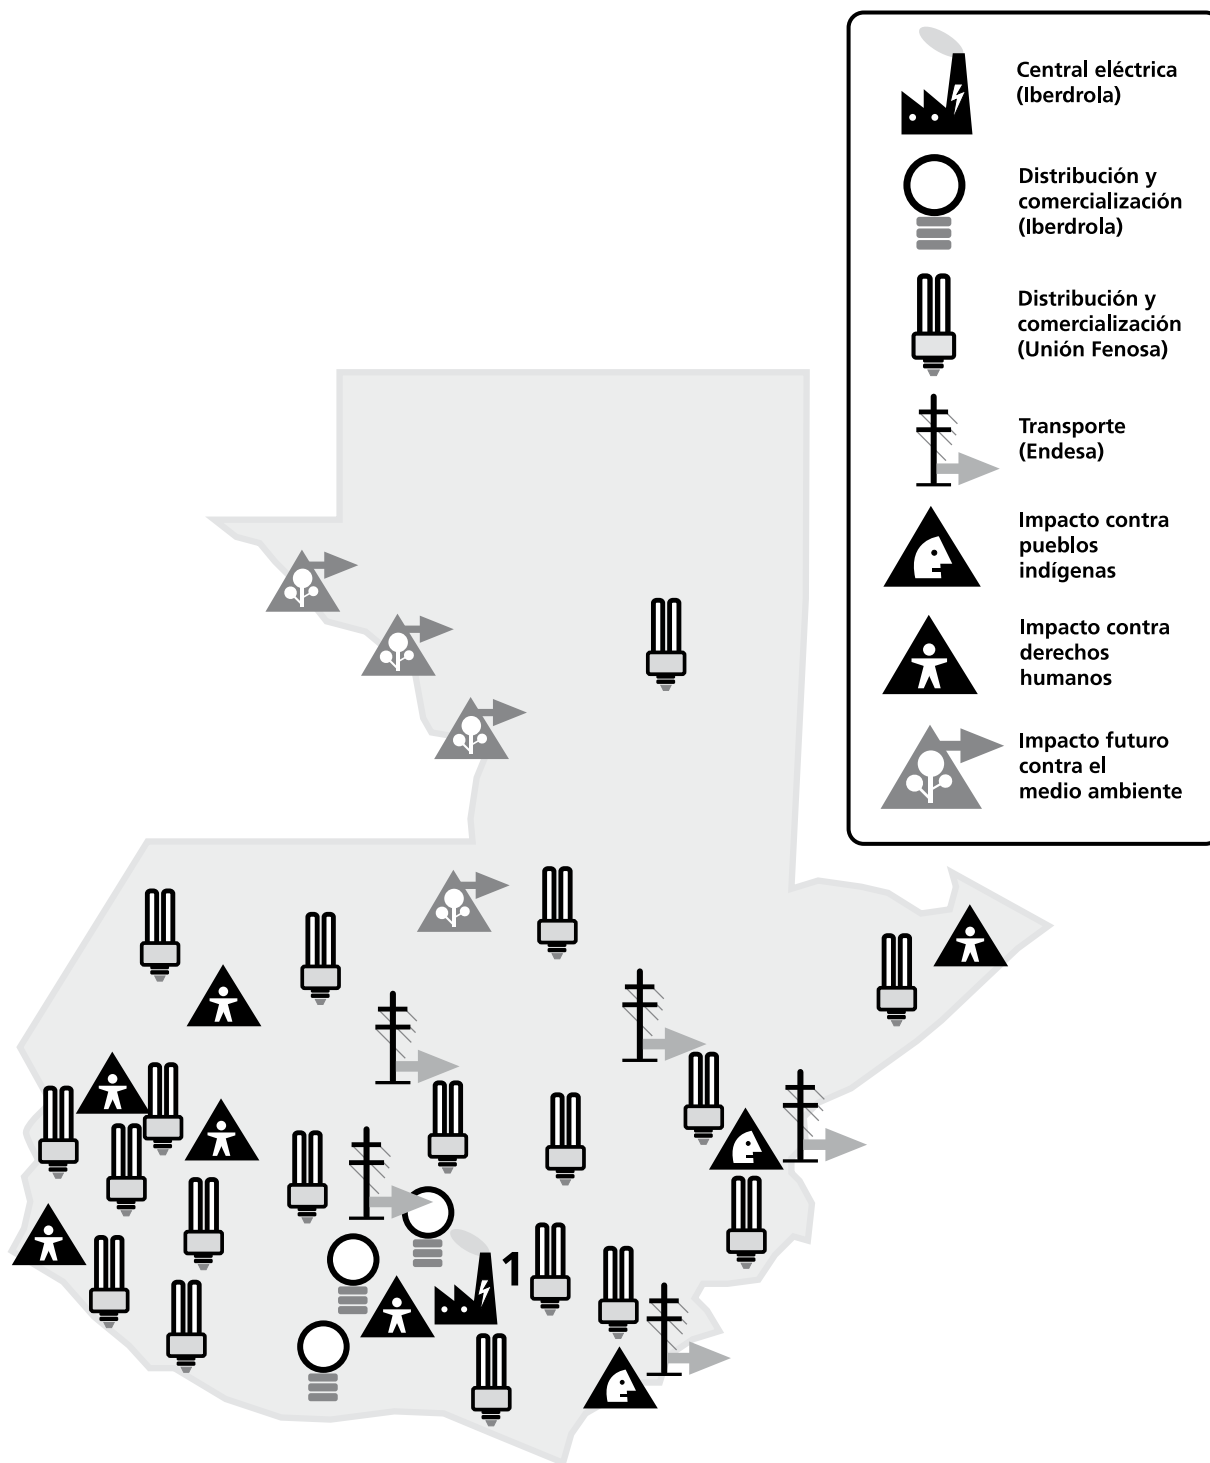 Central eléctrica
(Iberdrola)
Distribución y
comercialización
(Iberdrola)
Distribución y
comercialización
(Unión Fenosa)
Transporte
(Endesa)
Impacto contra
pueblos
indígenas
Impacto contra
derechos
humanos
Impacto futuro
contra el
medio ambiente
1